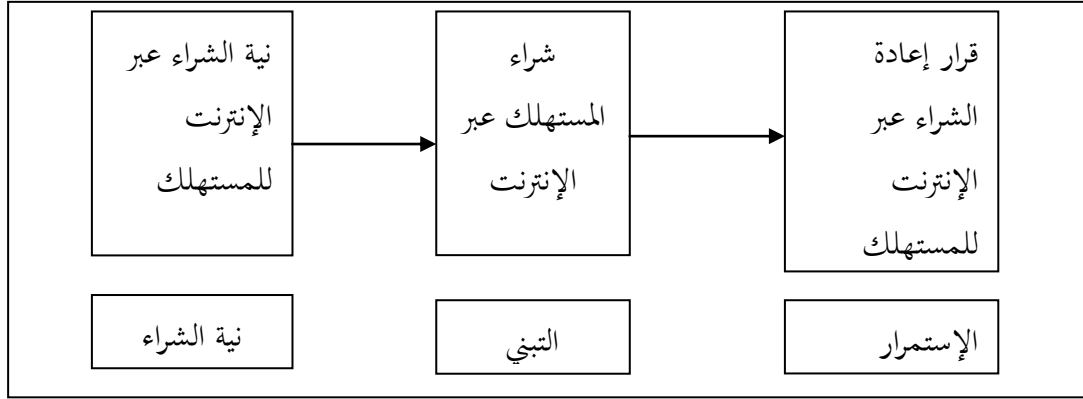 نية الشراء عبر
الإنترنت
للمستهلك
شراء
المستهلك عبر
الإنترنت
قرار إعادة
الشراء عبر
الإنترنت
للمستهلك
نية الشراء
التبني
الإستمرار